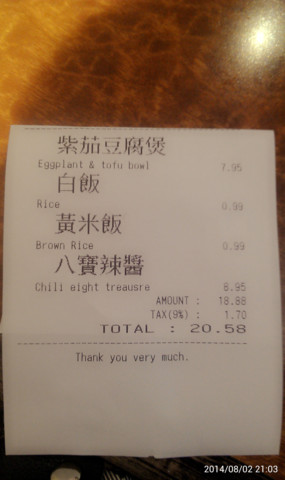 紫茄豆腐煲
Eggplant & tofu bowl 7.95
白飯
Rice 0.99
黃米飯
Brown Rice 0.99
八寶辣醬
Chili eight treausre 8.95
AMOUNT : 18.88
TAX(9%) : 1.70
TOTAL : 20.58
Thank you very much.
2014/08/02 21:03